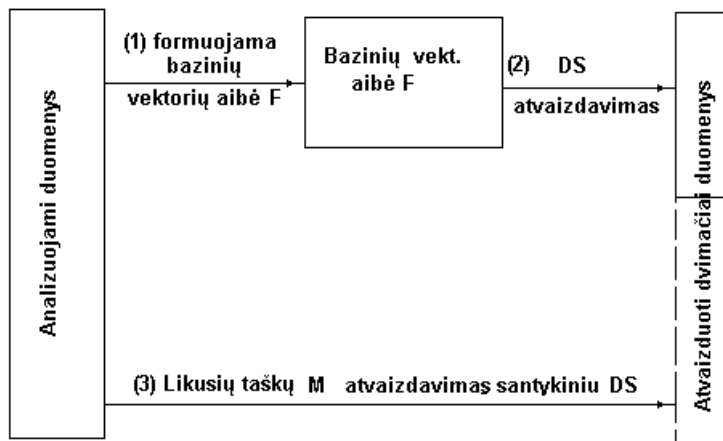 Analizuojami duomenys
(1) formuojama
bazinių
vektorių aibė F
Bazinių vekt.
aibė F
(2) DS
atvaizdavimas
Atvaizduoti dvimačiai duomenys
(3) Likusių taškų M atvaizdavimas santykiniu DS